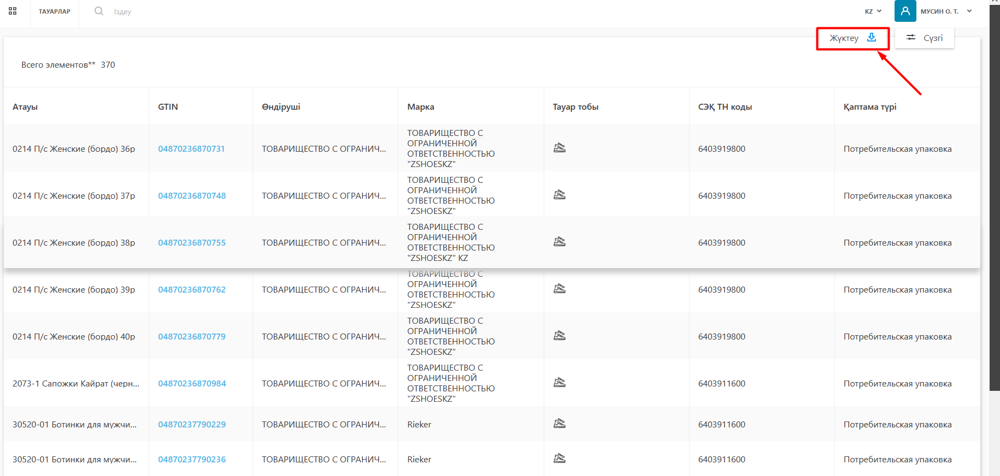 ТАУАРЛАР
Іздеу
KZ
МУСИН О. Т.
Жүктеу
Сүзгі
Всего элементов** 370
Атауы GTIN Өндіруші Марка Тауар тобы СЭҚ ТН коды Қаптама түрі
0214 П/с Женские (бордо) 36р 04870236870731 ТОВАРИЩЕСТВО С ОГРАНИЧ... ТОВАРИЩЕСТВО С
ОГРАНИЧЕННОЙ
ОТВЕТСТВЕННОСТЬЮ
"ZSHOESKZ" 6403919800 Потребительская упаковка
0214 П/с Женские (бордо) 37р 04870236870748 ТОВАРИЩЕСТВО С ОГРАНИЧ... ТОВАРИЩЕСТВО С
ОГРАНИЧЕННОЙ
ОТВЕТСТВЕННОСТЬЮ
"ZSHOESKZ" 6403919800 Потребительская упаковка
0214 П/с Женские (бордо) 38р 04870236870755 ТОВАРИЩЕСТВО С ОГРАНИЧ... ТОВАРИЩЕСТВО С
ОГРАНИЧЕННОЙ
ОТВЕТСТВЕННОСТЬЮ
"ZSHOESKZ" KZ 6403919800 Потребительская упаковка
0214 П/с Женские (бордо) 39р 04870236870762 ТОВАРИЩЕСТВО С ОГРАНИЧ... ТОВАРИЩЕСТВО С
ОГРАНИЧЕННОЙ
ОТВЕТСТВЕННОСТЬЮ
"ZSHOESKZ" 6403919800 Потребительская упаковка
0214 П/с Женские (бордо) 40р 04870236870779 ТОВАРИЩЕСТВО С ОГРАНИЧ... ТОВАРИЩЕСТВО С
ОГРАНИЧЕННОЙ
ОТВЕТСТВЕННОСТЬЮ
"ZSHOESKZ" 6403919800 Потребительская упаковка
2073-1 Сапожки Кайрат (черн... 04870236870984 ТОВАРИЩЕСТВО С ОГРАНИЧ... ТОВАРИЩЕСТВО С
ОГРАНИЧЕННОЙ
ОТВЕТСТВЕННОСТЬЮ
"ZSHOESKZ" 6403911600 Потребительская упаковка
30520-01 Ботинки для мужчи... 04870237790229 ТОВАРИЩЕСТВО С ОГРАНИЧ... Rieker 6403911600 Потребительская упаковка
30520-01 Ботинки для мужчи... 04870237790236 ТОВАРИЩЕСТВО С ОГРАНИЧ... Rieker 6403911600 Потребительская упаковка